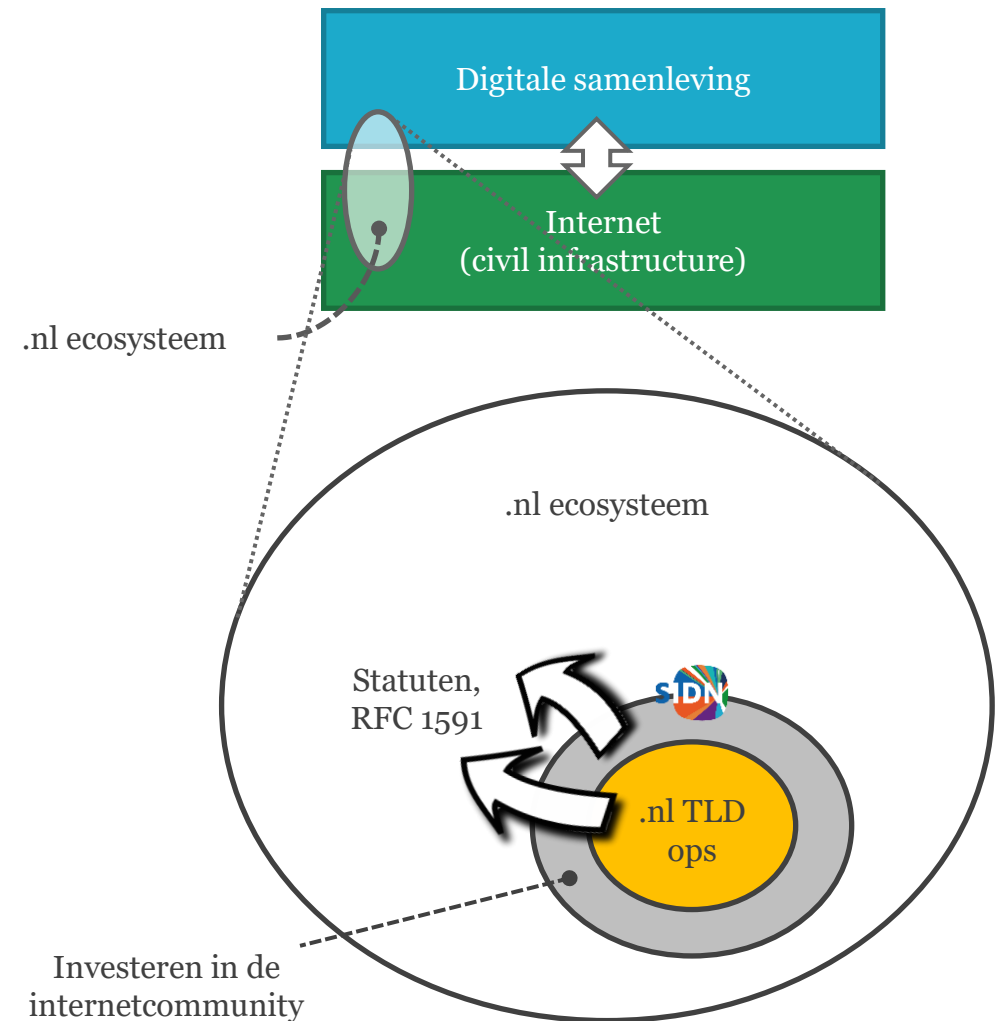 Digitale samenleving
Internet
(civil infrastructure)
.nl ecosysteem
.nl ecosysteem
Statuten,
RFC 1591
SIDN
.nl TLD
ops
Investeren in de
internetcommunity